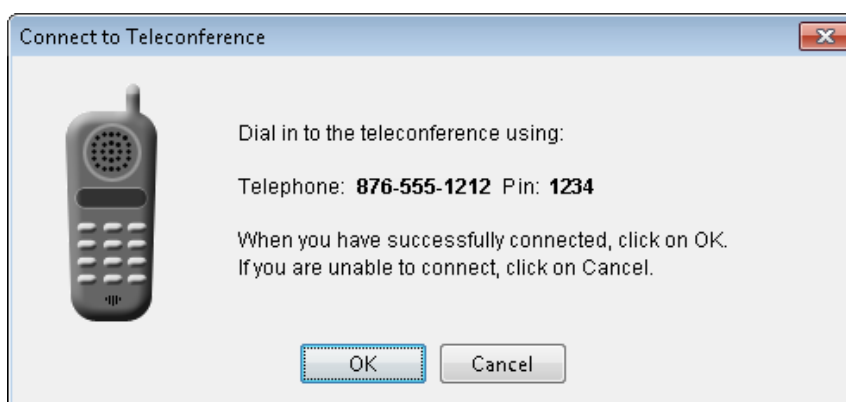 Connect to Teleconference
Dial in to the teleconference using:
Telephone: 876-555-1212 Pin: 1234
When you have successfully connected, click on OK.
If you are unable to connect, click on Cancel.
OK Cancel